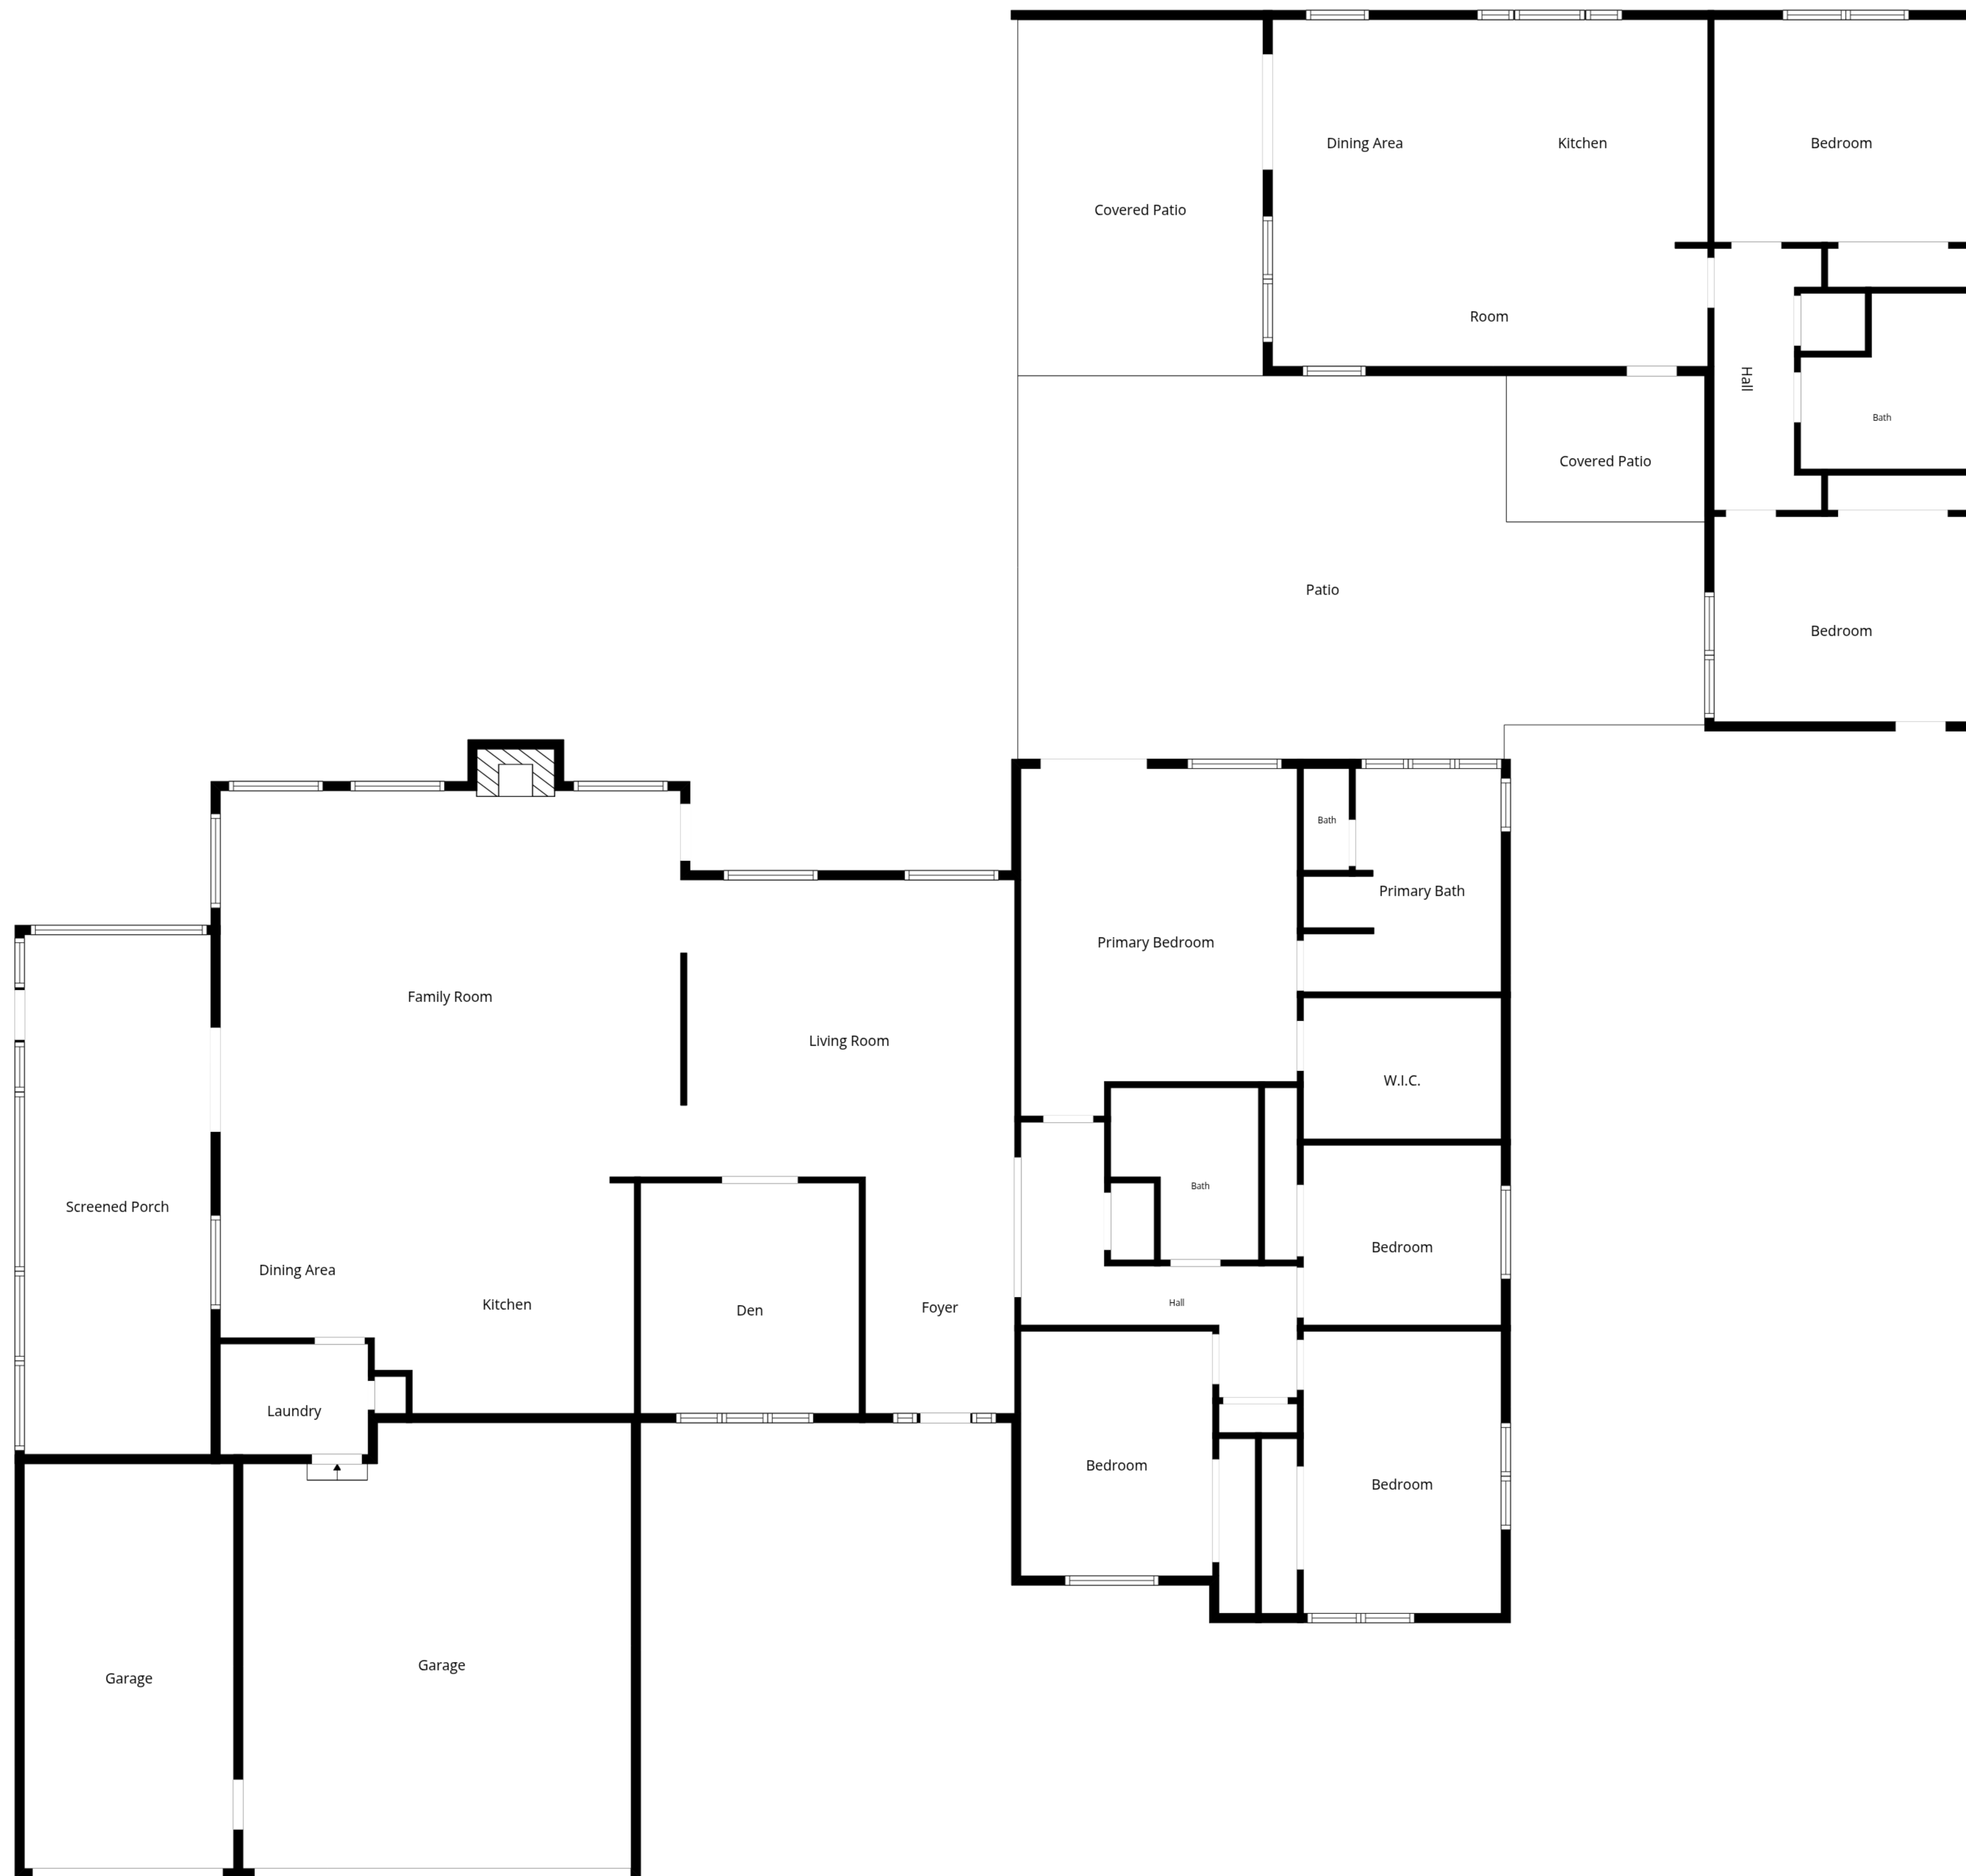 Dining Area
Kitchen
Bedroom
Covered Patio
Room
Hall
Bath
Covered Patio
Patio
Bedroom
Bath
Primary Bath
Primary Bedroom
Family Room
Living Room
W.I.C.
Bath
Screened Porch
Bedroom
Dining Area
Kitchen
Den
Foyer
Hall
Laundry
Bedroom
Bedroom
Garage
Garage